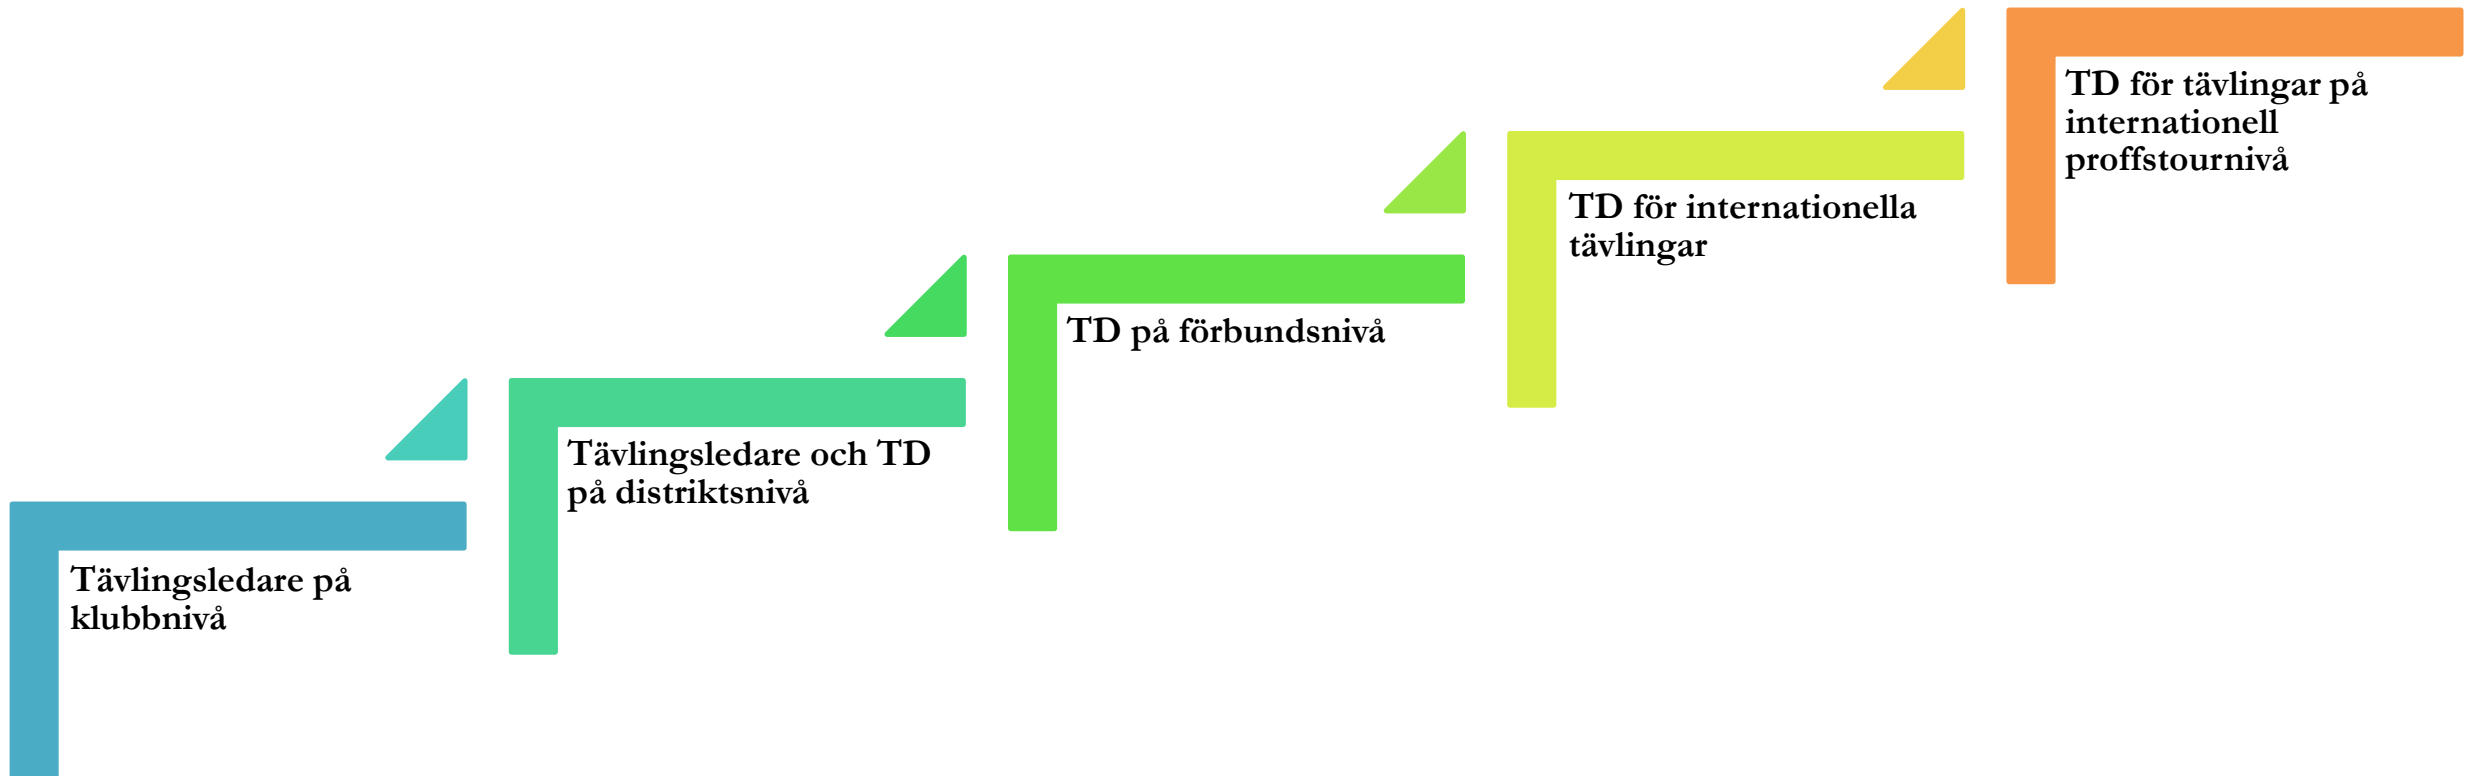 Tävlingsledare på
klubbnivå
Tävlingsledare och TD
på distriktsnivå
TD på förbundsnivå
TD för internationella
tävlingar
TD för tävlingar på
internationell
proffstournivå